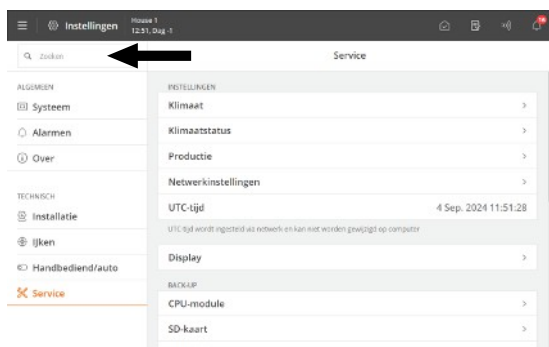 Instellingen
House 1
12:51, Dag -1
Zoeken
Service
ALGEMEEN
Systeem
Alarmen
Over
TECHNISCH
Installatie
IJken
Handbediend/auto
Service
INSTELLINGEN
Klimaat
Klimaatstatus
Productie
Netwerkinstellingen
UTC-tijd 4 Sep. 2024 11:51:28
UTC-tijd wordt ingesteld via netwerk en kan niet worden gewijzigd op computer
Display
BACK-UP
CPU-module
SD-kaart